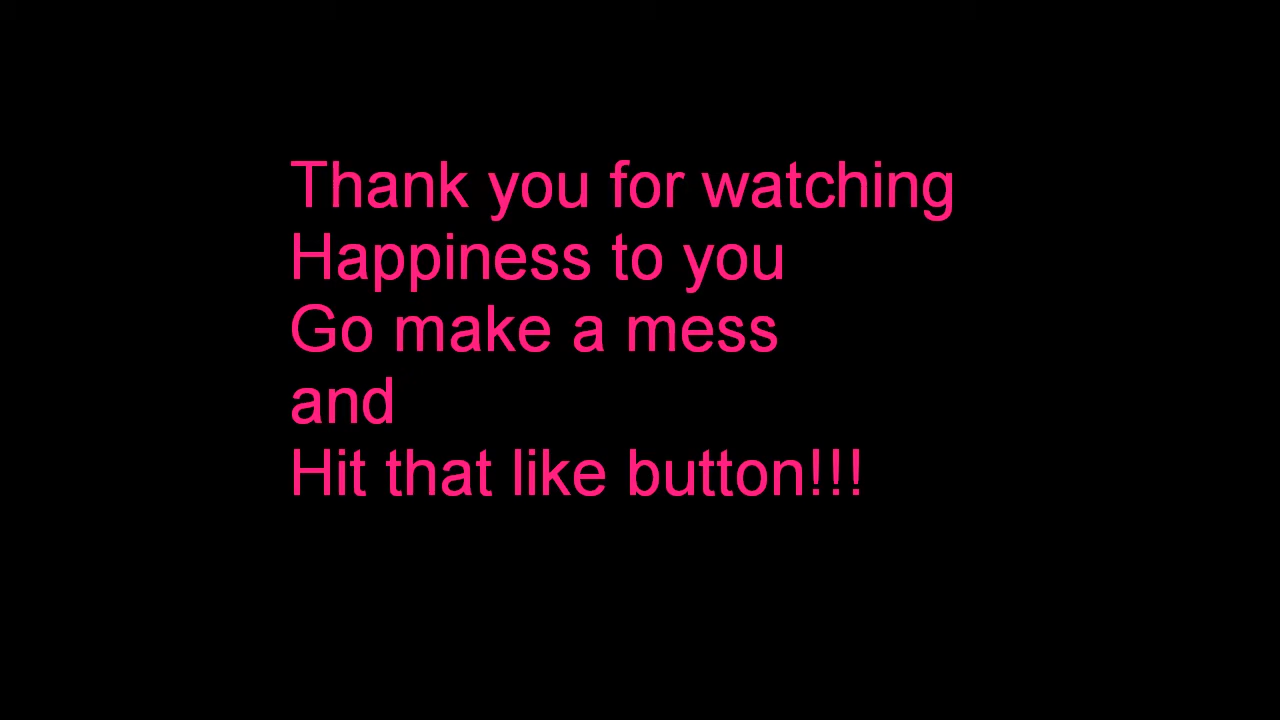 Thank you for watching
Happiness to you
Go make a mess
and
Hit that like button!!!